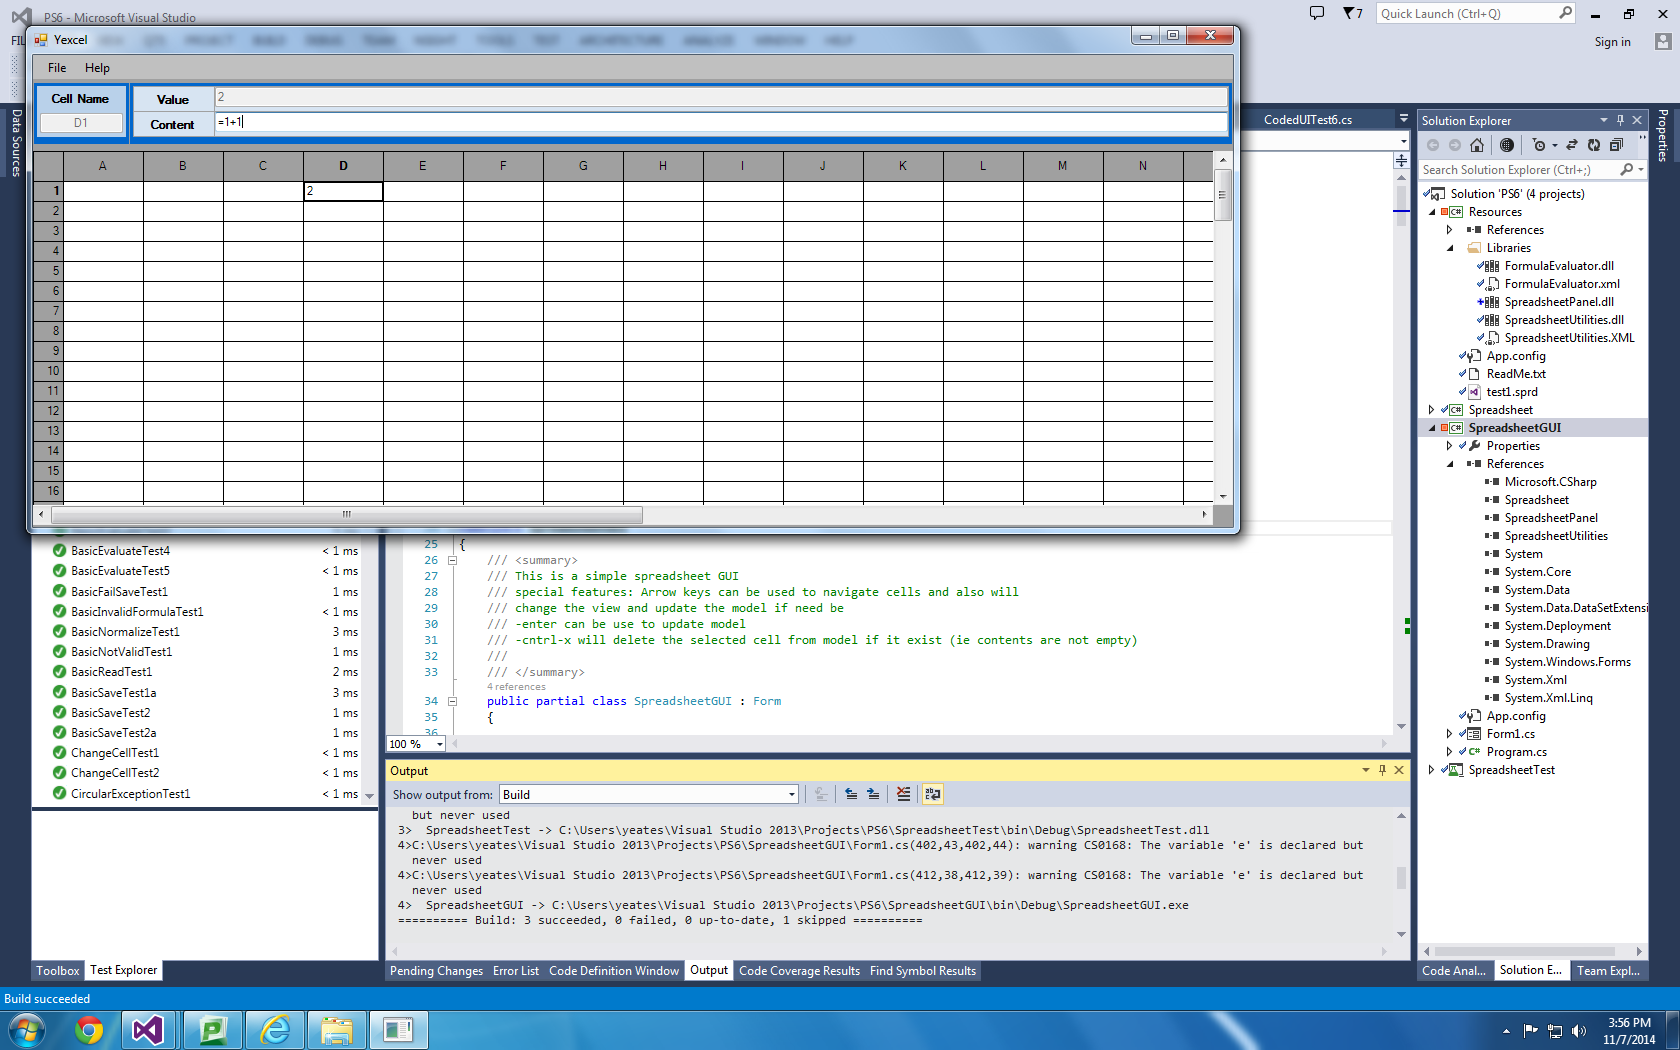 PS6 - Microsoft Visual Studio
7
Quick Launch (Ctrl+Q)
Sign in
Yexcel
File Help
Cell Name
D1
Value
2
Content
=1+1
A B C D E F G H I J K L M N
1 2
2
3
4
5
6
7
8
9
10
11
12
13
14
15
16
Data Sources
CodedUITest6.cs
BasicEvaluateTest4 < 1 ms
BasicEvaluateTest5 < 1 ms
BasicFailSaveTest1 1 ms
BasicInvalidFormulaTest1 < 1 ms
BasicNormalizeTest1 3 ms
BasicNotValidTest1 1 ms
BasicReadTest1 2 ms
BasicSaveTest1a 3 ms
BasicSaveTest2 1 ms
BasicSaveTest2a 1 ms
ChangeCellTest1 < 1 ms
ChangeCellTest2 < 1 ms
CircularExceptionTest1 < 1 ms
Toolbox Test Explorer
25 {
26 /// <summary>
27 /// This is a simple spreadsheet GUI
28 /// special features: Arrow keys can be used to navigate cells and also will
29 /// change the view and update the model if need be
30 /// -enter can be use to update model
31 /// -cntrl-x will delete the selected cell from model if it exist (ie contents are not empty)
32 ///
33 /// </summary>
4 references
34 public partial class SpreadsheetGUI : Form
35 {
36
100 %
Output
Show output from: Build
but never used
3> SpreadsheetTest -> C:\Users\yeates\Visual Studio 2013\Projects\PS6\SpreadsheetTest\bin\Debug\SpreadsheetTest.dll
4>C:\Users\yeates\Visual Studio 2013\Projects\PS6\SpreadsheetGUI\Form1.cs(402,43,402,44): warning CS0168: The variable 'e' is declared but
never used
4>C:\Users\yeates\Visual Studio 2013\Projects\PS6\SpreadsheetGUI\Form1.cs(412,38,412,39): warning CS0168: The variable 'e' is declared but
never used
4> SpreadsheetGUI -> C:\Users\yeates\Visual Studio 2013\Projects\PS6\SpreadsheetGUI\bin\Debug\SpreadsheetGUI.exe
========== Build: 3 succeeded, 0 failed, 0 up-to-date, 1 skipped ==========
Pending Changes Error List Code Definition Window Output Code Coverage Results Find Symbol Results
Solution Explorer
Search Solution Explorer (Ctrl+;)
Solution 'PS6' (4 projects)
Resources
References
Libraries
FormulaEvaluator.dll
FormulaEvaluator.xml
SpreadsheetPanel.dll
SpreadsheetUtilities.dll
SpreadsheetUtilities.XML
App.config
ReadMe.txt
test1.sprd
Spreadsheet
SpreadsheetGUI
Properties
References
Microsoft.CSharp
Spreadsheet
SpreadsheetPanel
SpreadsheetUtilities
System
System.Core
System.Data
System.Data.DataSetExtensi
System.Deployment
System.Drawing
System.Windows.Forms
System.Xml
System.Xml.Linq
App.config
Form1.cs
Program.cs
SpreadsheetTest
Code Anal... Solution E... Team Expl...
Properties
Build succeeded
3:56 PM
11/7/2014